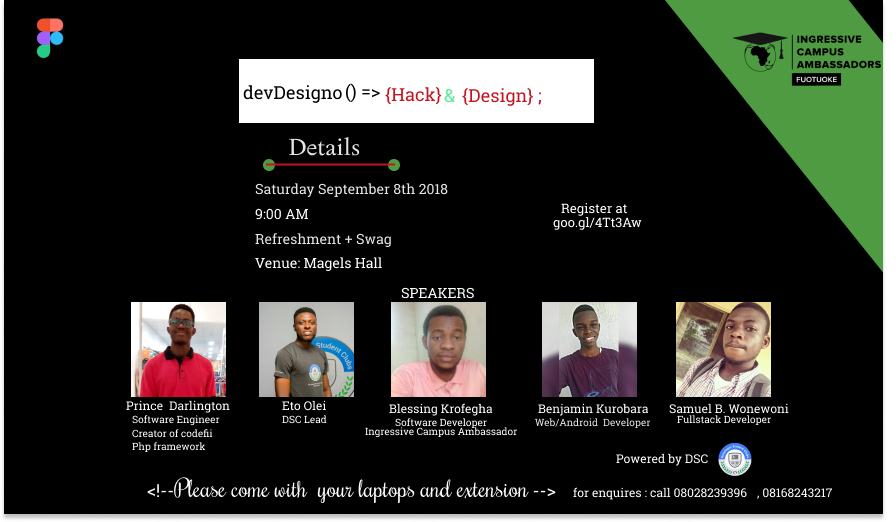 INGRESSIVE
CAMPUS
AMBASSADORS
FUOTUOKE
devDesigno () => {Hack} & {Design} ;
Details
Saturday September 8th 2018
9:00 AM
Refreshment + Swag
Venue: Magels Hall
Register at
goo.gl/4Tt3Aw
SPEAKERS
Student Clubs
Prince Darlington
Software Engineer
Creator of codefii
Php framework
Eto Olei
DSC Lead
Blessing Krofegha
Software Developer
Ingressive Campus Ambassador
Benjamin Kurobara
Web/Android Developer
Samuel B. Wonewoni
Fullstack Developer
Powered by DSC
<!--Please come with your laptops and extension -->
for enquires : call 08028239396 , 08168243217